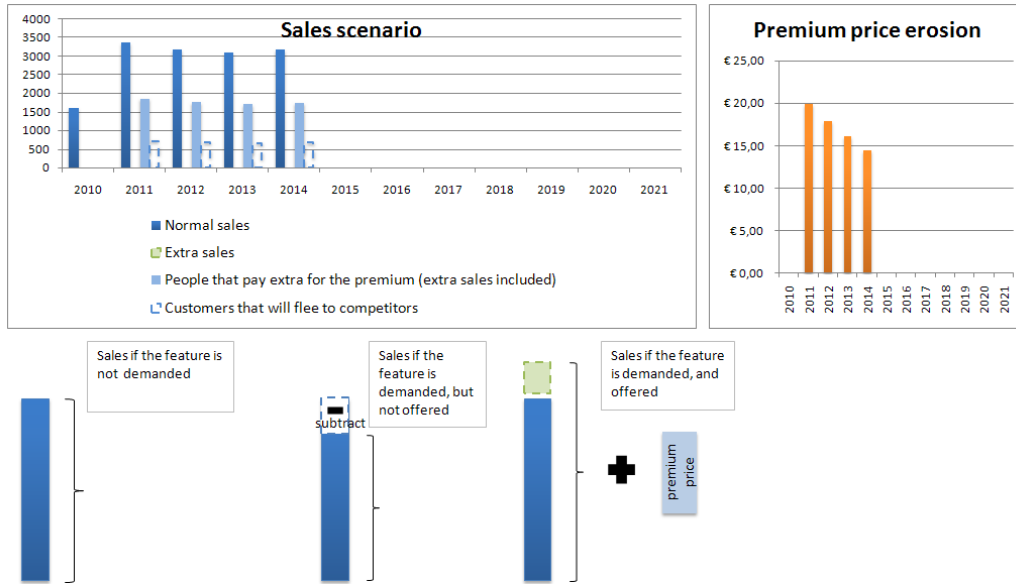 Sales scenario
4000
3500
3000
2500
2000
1500
1000
500
0
2010 2011 2012 2013 2014 2015 2016 2017 2018 2019 2020 2021
Normal sales
Extra sales
People that pay extra for the premium (extra sales included)
Customers that will flee to competitors
Premium price erosion
€ 25,00
€ 20,00
€ 15,00
€ 10,00
€ 5,00
€ 0,00
2010 2011 2012 2013 2014 2015 2016 2017 2018 2019 2020 2021
Sales if the feature is
not demanded
subtract
Sales if the
feature is
demanded, but
not offered
Sales if the feature
is demanded, and
offered
premium
price